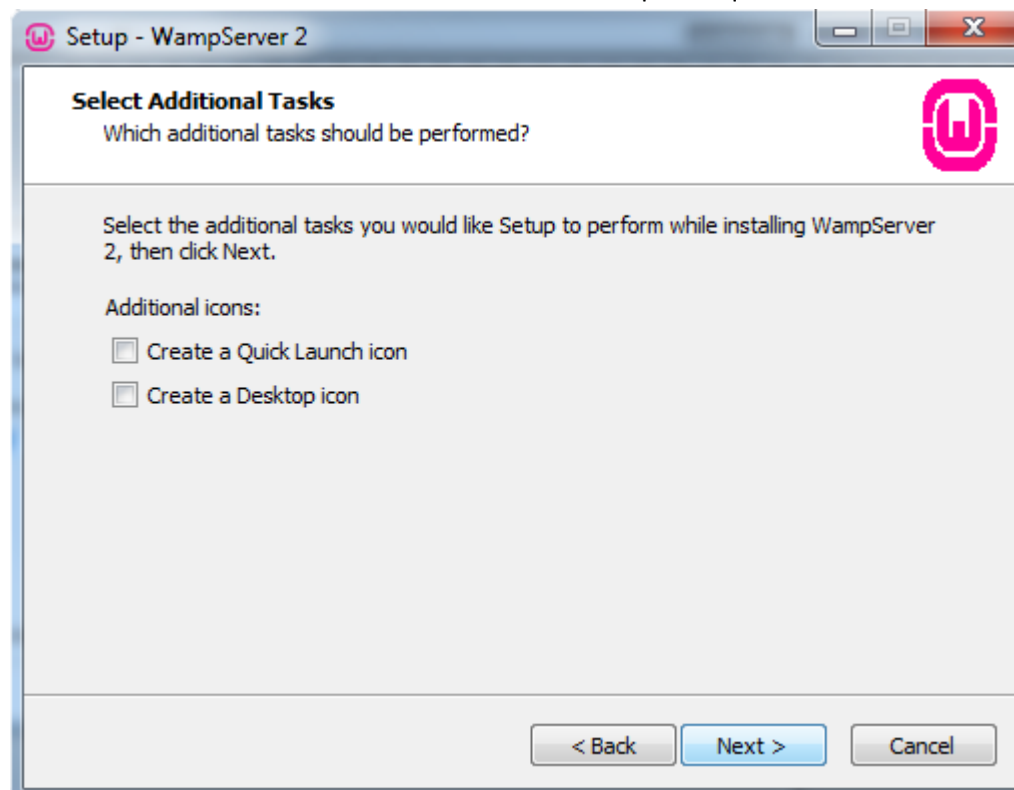 Setup - WampServer 2
Select Additional Tasks
Which additional tasks should be performed?
Select the additional tasks you would like Setup to perform while installing WampServer
2, then click Next.
Additional icons:
Create a Quick Launch icon
Create a Desktop icon
< Back Next > Cancel